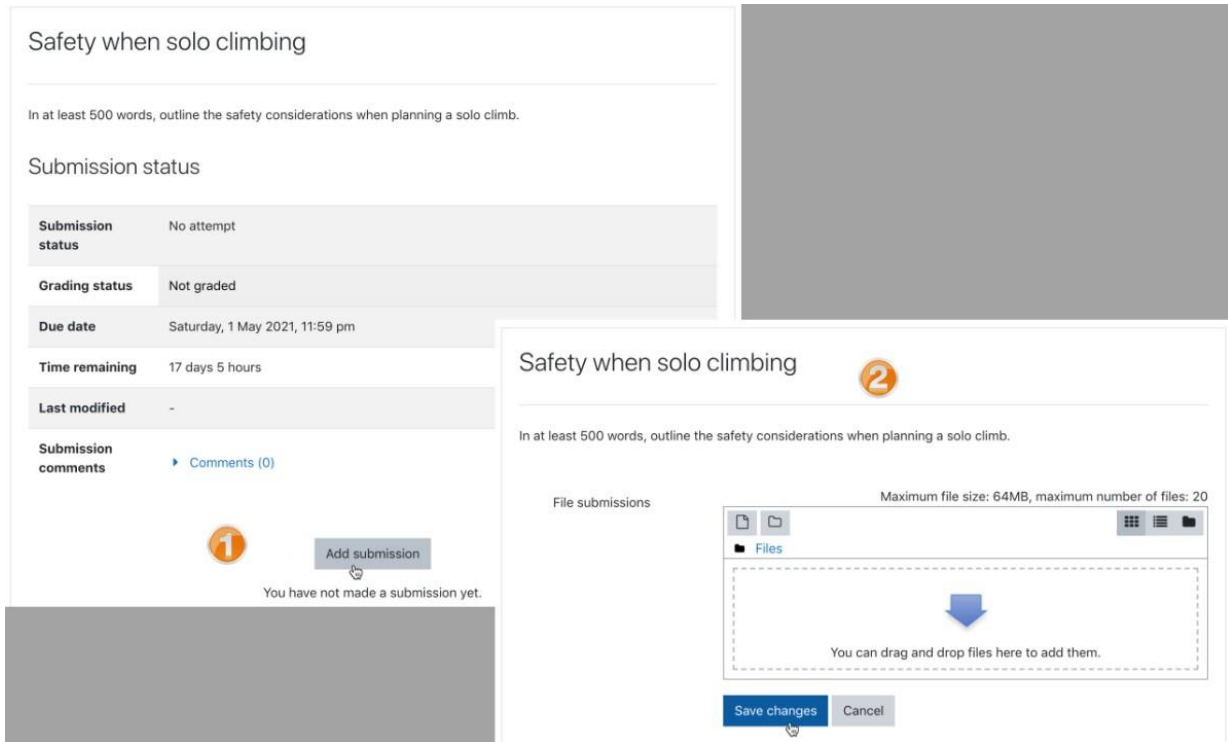 Safety when solo climbing
In at least 500 words, outline the safety considerations when planning a solo climb.
Submission status
Submission
status
No attempt
Grading status Not graded
Due date Saturday, 1 May 2021, 11:59 pm
Time remaining 17 days 5 hours
Last modified -
Submission
comments
Comments (0)
1
Add submission
You have not made a submission yet.
Safety when solo climbing
2
In at least 500 words, outline the safety considerations when planning a solo climb.
File submissions
Maximum file size: 64MB, maximum number of files: 20
Files
You can drag and drop files here to add them.
Save changes Cancel